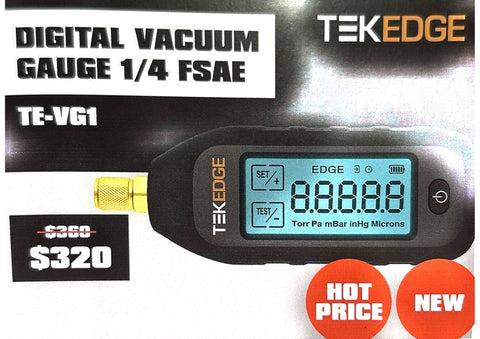 DIGITAL VACUUM
GAUGE 1/4 FSAE
TEKEDGE
TE-VG1
TEKEDGE
SET/+
TEST/-
EDGE
8.8.8.8.8
Torr Pa mBar inHg Microns
$360
$320
HOT
PRICE
NEW